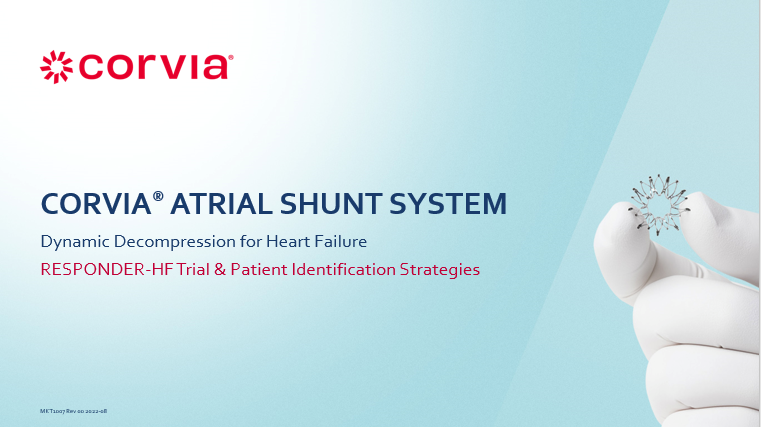 corvia®
CORVIA® ATRIAL SHUNT SYSTEM
Dynamic Decompression for Heart Failure
RESPONDER-HF Trial & Patient Identification Strategies
MKT1007 Rev 00 2022-08